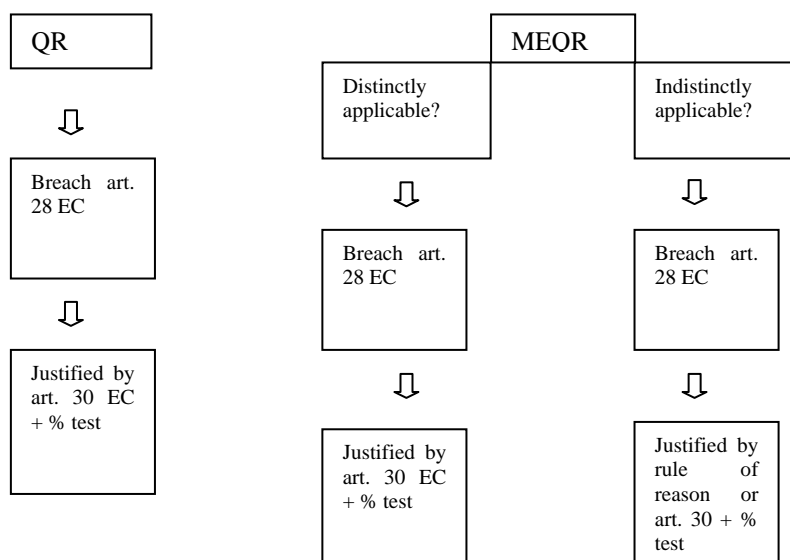 QR
Breach art.
28 EC
Justified by
art. 30 EC
+ % test
MEQR
Distinctly
applicable?
Breach art.
28 EC
Justified by
art. 30 EC
+ % test
Indistinctly
applicable?
Breach art.
28 EC
Justified by
rule of
reason or
art. 30 + %
test